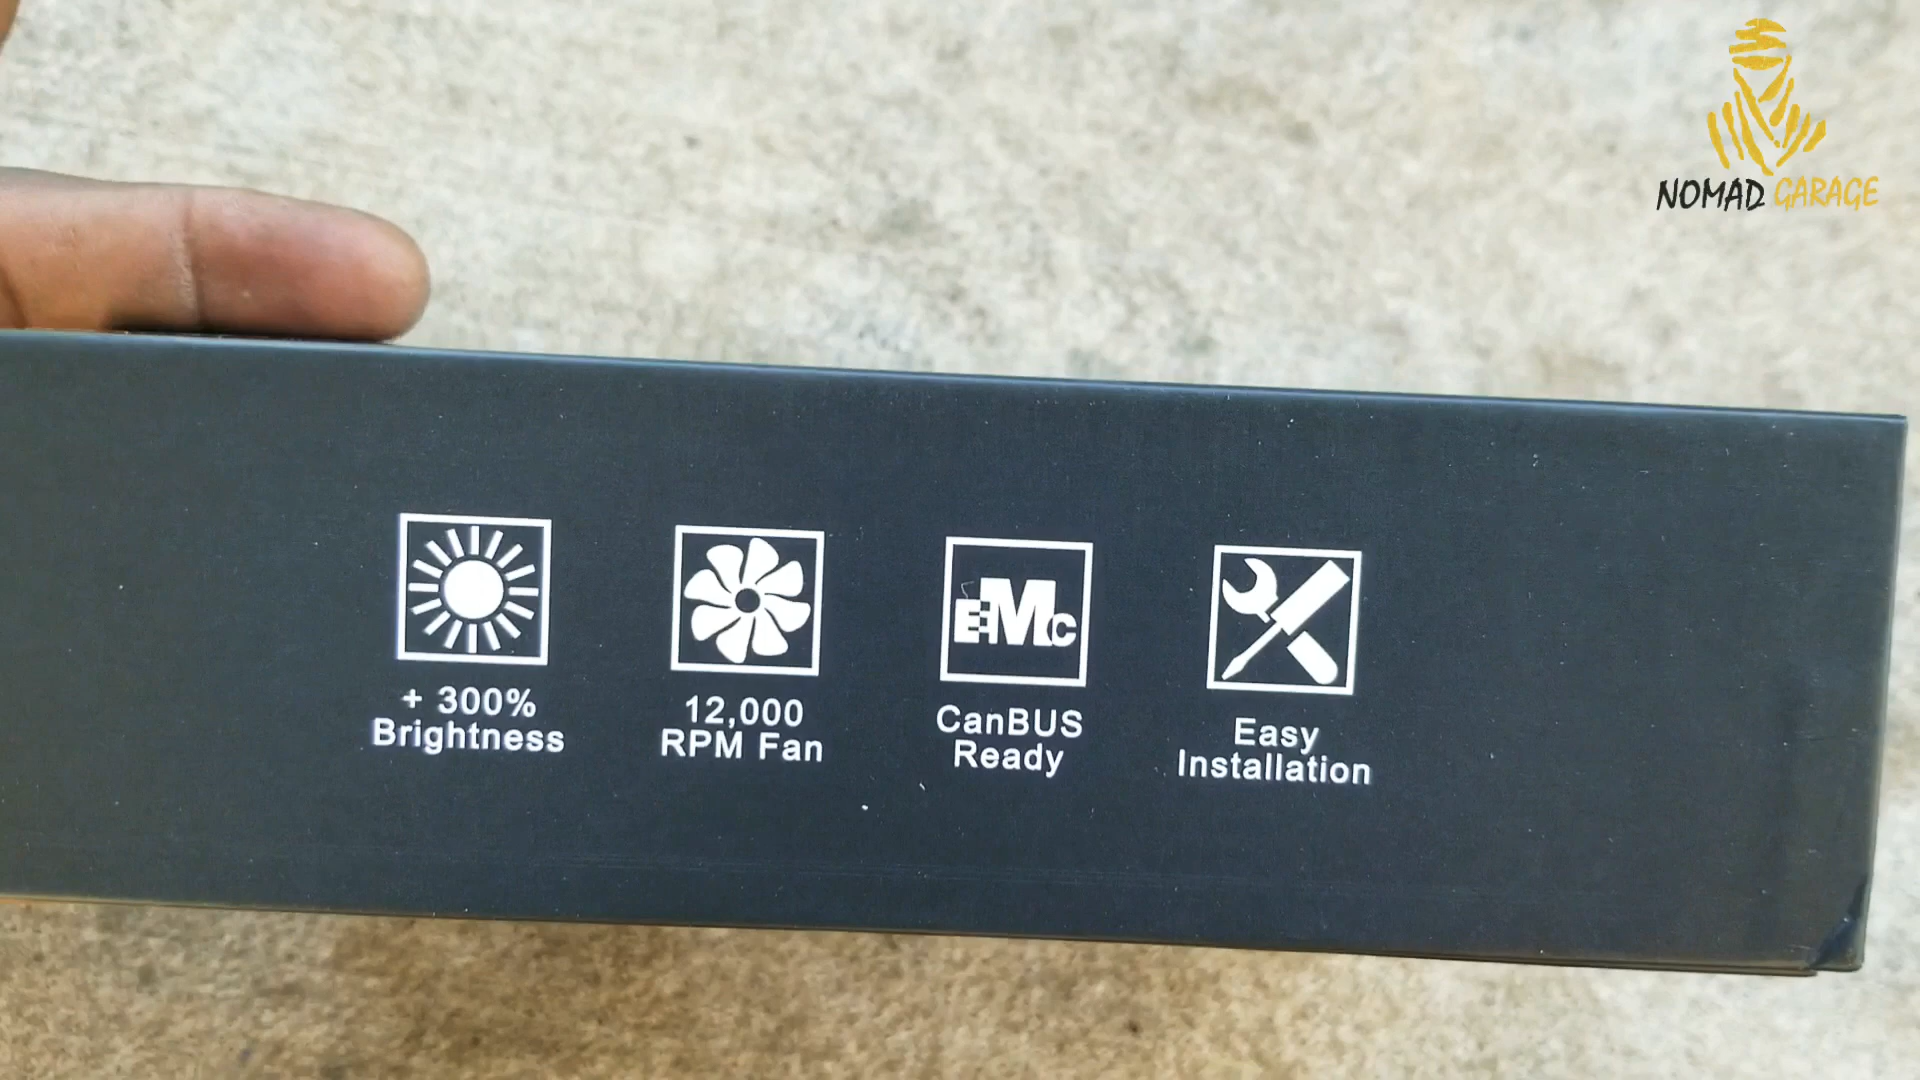 NOMAD GARAGE
+ 300%
Brightness
12,000
RPM Fan
EMC
CanBUS
Ready
Easy
Installation